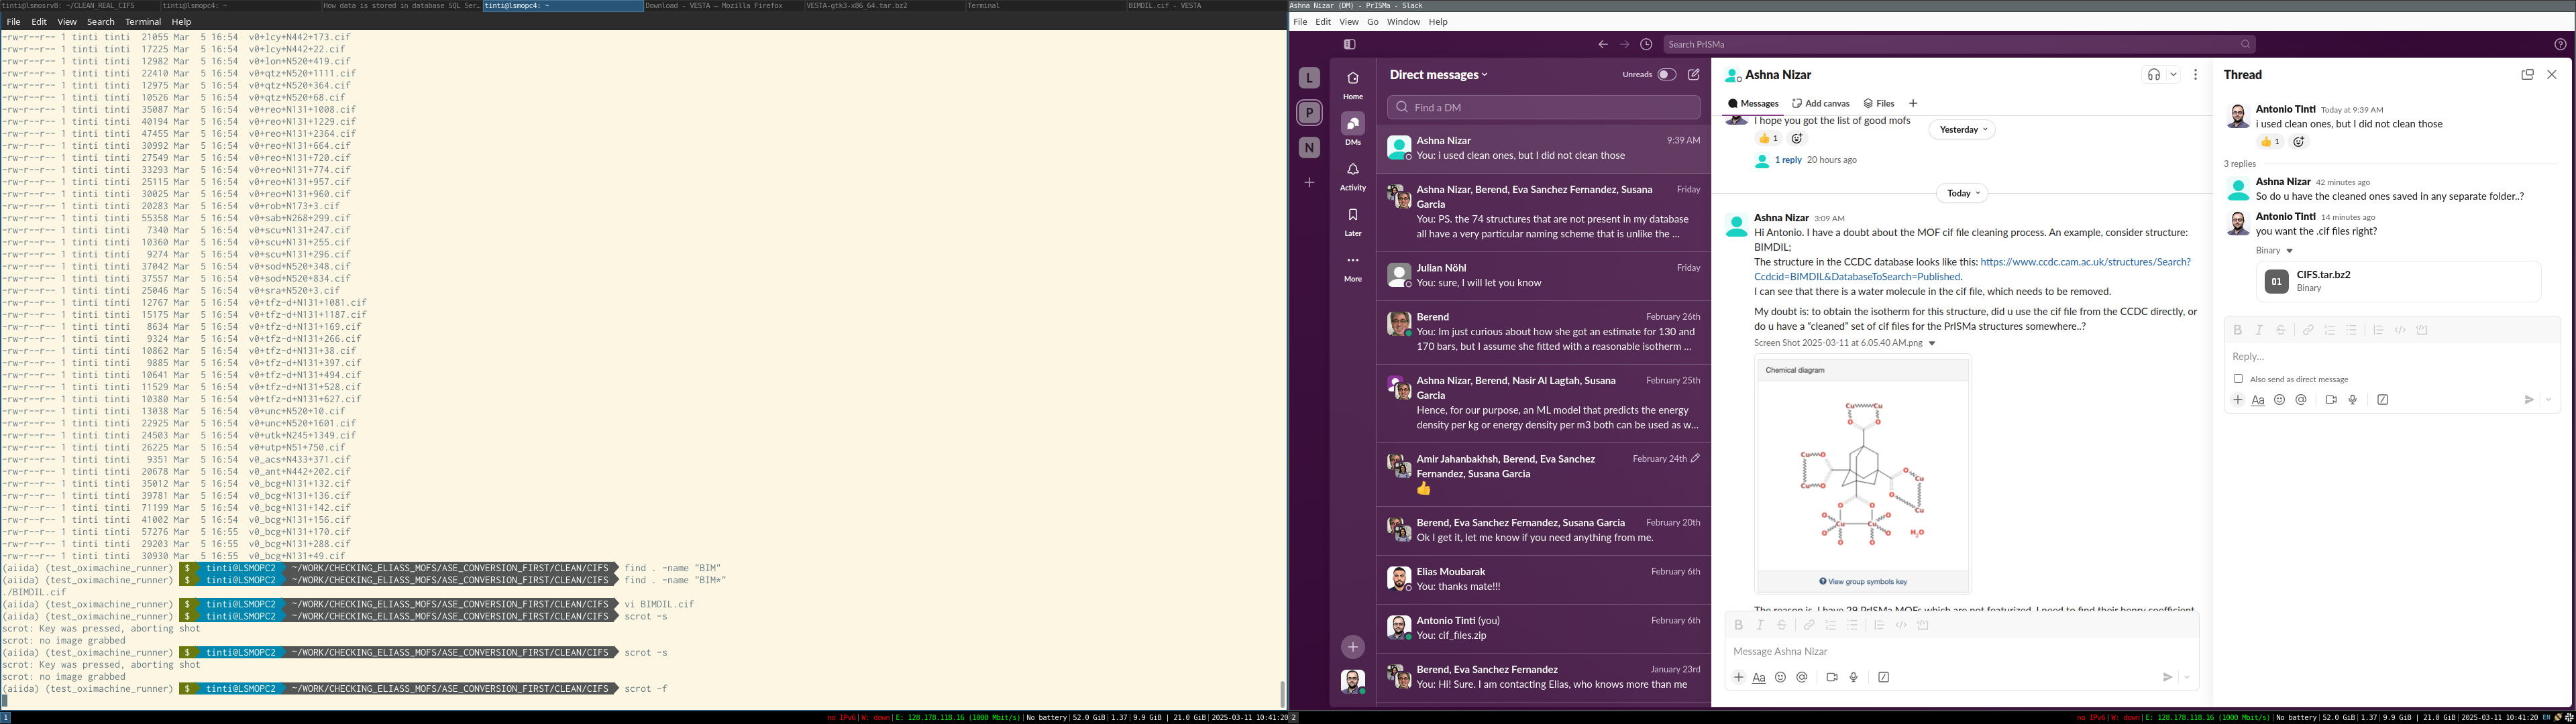 tinti@lsmosrv8: ~/CLEAN_REAL_CIFS
tinti@lsmopc4: ~
How data is stored in database SQL Ser…
tinti@lsmopc4: ~
Download - VESTA — Mozilla Firefox
VESTA-gtk3-x86_64.tar.bz2
Terminal
BIMDIL.cif - VESTA
File Edit View Search Terminal Help
-rw-r--r-- 1 tinti tinti 21055 Mar 5 16:54 v0+lcy+N442+173.cif
-rw-r--r-- 1 tinti tinti 17225 Mar 5 16:54 v0+lcy+N442+22.cif
-rw-r--r-- 1 tinti tinti 12982 Mar 5 16:54 v0+lon+N520+419.cif
-rw-r--r-- 1 tinti tinti 22410 Mar 5 16:54 v0+qtz+N520+1111.cif
-rw-r--r-- 1 tinti tinti 12975 Mar 5 16:54 v0+qtz+N520+364.cif
-rw-r--r-- 1 tinti tinti 10526 Mar 5 16:54 v0+qtz+N520+68.cif
-rw-r--r-- 1 tinti tinti 35087 Mar 5 16:54 v0+reo+N131+1008.cif
-rw-r--r-- 1 tinti tinti 40194 Mar 5 16:54 v0+reo+N131+1229.cif
-rw-r--r-- 1 tinti tinti 47455 Mar 5 16:54 v0+reo+N131+2364.cif
-rw-r--r-- 1 tinti tinti 30992 Mar 5 16:54 v0+reo+N131+664.cif
-rw-r--r-- 1 tinti tinti 27549 Mar 5 16:54 v0+reo+N131+720.cif
-rw-r--r-- 1 tinti tinti 33293 Mar 5 16:54 v0+reo+N131+774.cif
-rw-r--r-- 1 tinti tinti 25115 Mar 5 16:54 v0+reo+N131+957.cif
-rw-r--r-- 1 tinti tinti 30025 Mar 5 16:54 v0+reo+N131+960.cif
-rw-r--r-- 1 tinti tinti 20283 Mar 5 16:54 v0+rob+N173+3.cif
-rw-r--r-- 1 tinti tinti 55358 Mar 5 16:54 v0+sab+N268+299.cif
-rw-r--r-- 1 tinti tinti 7340 Mar 5 16:54 v0+scu+N131+247.cif
-rw-r--r-- 1 tinti tinti 10360 Mar 5 16:54 v0+scu+N131+255.cif
-rw-r--r-- 1 tinti tinti 9274 Mar 5 16:54 v0+scu+N131+296.cif
-rw-r--r-- 1 tinti tinti 37042 Mar 5 16:54 v0+sod+N520+348.cif
-rw-r--r-- 1 tinti tinti 37557 Mar 5 16:54 v0+sod+N520+834.cif
-rw-r--r-- 1 tinti tinti 25046 Mar 5 16:54 v0+sra+N520+3.cif
-rw-r--r-- 1 tinti tinti 12767 Mar 5 16:54 v0+tfz-d+N131+1081.cif
-rw-r--r-- 1 tinti tinti 15175 Mar 5 16:54 v0+tfz-d+N131+1187.cif
-rw-r--r-- 1 tinti tinti 8634 Mar 5 16:54 v0+tfz-d+N131+169.cif
-rw-r--r-- 1 tinti tinti 9324 Mar 5 16:54 v0+tfz-d+N131+266.cif
-rw-r--r-- 1 tinti tinti 10862 Mar 5 16:54 v0+tfz-d+N131+38.cif
-rw-r--r-- 1 tinti tinti 9885 Mar 5 16:54 v0+tfz-d+N131+397.cif
-rw-r--r-- 1 tinti tinti 10641 Mar 5 16:54 v0+tfz-d+N131+494.cif
-rw-r--r-- 1 tinti tinti 11529 Mar 5 16:54 v0+tfz-d+N131+528.cif
-rw-r--r-- 1 tinti tinti 10380 Mar 5 16:54 v0+tfz-d+N131+627.cif
-rw-r--r-- 1 tinti tinti 13038 Mar 5 16:54 v0+unc+N520+10.cif
-rw-r--r-- 1 tinti tinti 22925 Mar 5 16:54 v0+unc+N520+1601.cif
-rw-r--r-- 1 tinti tinti 24503 Mar 5 16:54 v0+utk+N245+1349.cif
-rw-r--r-- 1 tinti tinti 26225 Mar 5 16:54 v0+utp+N51+750.cif
-rw-r--r-- 1 tinti tinti 9351 Mar 5 16:54 v0_acs+N433+371.cif
-rw-r--r-- 1 tinti tinti 20678 Mar 5 16:54 v0_ant+N442+202.cif
-rw-r--r-- 1 tinti tinti 35012 Mar 5 16:54 v0_bcg+N131+132.cif
-rw-r--r-- 1 tinti tinti 39781 Mar 5 16:54 v0_bcg+N131+136.cif
-rw-r--r-- 1 tinti tinti 71199 Mar 5 16:54 v0_bcg+N131+142.cif
-rw-r--r-- 1 tinti tinti 41002 Mar 5 16:54 v0_bcg+N131+156.cif
-rw-r--r-- 1 tinti tinti 57276 Mar 5 16:55 v0_bcg+N131+170.cif
-rw-r--r-- 1 tinti tinti 29203 Mar 5 16:55 v0_bcg+N131+288.cif
-rw-r--r-- 1 tinti tinti 30930 Mar 5 16:55 v0_bcg+N131+49.cif
(aiida) (test_oximachine_runner) $ tinti@LSMOPC2 ~/WORK/CHECKING_ELIASS_MOFS/ASE_CONVERSION_FIRST/CLEAN/CIFS find . -name "BIM"
(aiida) (test_oximachine_runner) $ tinti@LSMOPC2 ~/WORK/CHECKING_ELIASS_MOFS/ASE_CONVERSION_FIRST/CLEAN/CIFS find . -name "BIM*"
./BIMDIL.cif
(aiida) (test_oximachine_runner) $ tinti@LSMOPC2 ~/WORK/CHECKING_ELIASS_MOFS/ASE_CONVERSION_FIRST/CLEAN/CIFS vi BIMDIL.cif
(aiida) (test_oximachine_runner) $ tinti@LSMOPC2 ~/WORK/CHECKING_ELIASS_MOFS/ASE_CONVERSION_FIRST/CLEAN/CIFS scrot -s
scrot: Key was pressed, aborting shot
scrot: no image grabbed
(aiida) (test_oximachine_runner) $ tinti@LSMOPC2 ~/WORK/CHECKING_ELIASS_MOFS/ASE_CONVERSION_FIRST/CLEAN/CIFS scrot -s
scrot: Key was pressed, aborting shot
scrot: no image grabbed
(aiida) (test_oximachine_runner) $ tinti@LSMOPC2 ~/WORK/CHECKING_ELIASS_MOFS/ASE_CONVERSION_FIRST/CLEAN/CIFS scrot -f
1
no IPv6|W: down|E: 128.178.118.16 (1000 Mbit/s)|No battery|52.0 GiB|1.37|9.9 GiB | 21.0 GiB|2025-03-11 10:41:20
Ashna Nizar (DM) - PrISMa - Slack
File Edit View Go Window Help
Search PrISMa
L
P
N
Home
DMs
Activity
Later
More
Direct messages
Unreads
Find a DM
Ashna Nizar 9:39 AM
You: i used clean ones, but I did not clean those
Ashna Nizar, Berend, Eva Sanchez Fernandez, Susana Friday
Garcia
You: PS. the 74 structures that are not present in my database
all have a very particular naming scheme that is unlike the ...
Julian Nöhl Friday
You: sure, I will let you know
Berend February 26th
You: Im just curious about how she got an estimate for 130 and
170 bars, but I assume she fitted with a reasonable isotherm ...
Ashna Nizar, Berend, Nasir Al Lagtah, Susana February 25th
Garcia
Hence, for our purpose, an ML model that predicts the energy
density per kg or energy density per m3 both can be used as w...
Amir Jahanbakhsh, Berend, Eva Sanchez February 24th
Fernandez, Susana Garcia
👍
Berend, Eva Sanchez Fernandez, Susana Garcia February 20th
Ok I get it, let me know if you need anything from me.
Elias Moubarak February 6th
You: thanks mate!!!
Antonio Tinti (you) February 6th
You: cif_files.zip
Berend, Eva Sanchez Fernandez January 23rd
You: Hi! Sure. I am contacting Elias, who knows more than me
Ashna Nizar
Messages Add canvas Files
I hope you got the list of good mofs
Yesterday
👍 1
1 reply 20 hours ago
Today
Ashna Nizar 3:09 AM
Hi Antonio. I have a doubt about the MOF cif file cleaning process. An example, consider structure:
BIMDIL;
The structure in the CCDC database looks like this: https://www.ccdc.cam.ac.uk/structures/Search?
Ccdcid=BIMDIL&DatabaseToSearch=Published.
I can see that there is a water molecule in the cif file, which needs to be removed.
My doubt is: to obtain the isotherm for this structure, did u use the cif file from the CCDC directly, or
do u have a "cleaned" set of cif files for the PrISMa structures somewhere..?
Screen Shot 2025-03-11 at 6.05.40 AM.png
Chemical diagram
Cu Cu
O O O O
Cu O O Cu
Cu O O Cu
O O O O
O Cu Cu O
O O O O
H₂O
View group symbols key
The reason is, I have 29 PrISMa MOFs which are not featurized. I need to find their henry coefficient
Message Ashna Nizar
Thread
Antonio Tinti Today at 9:39 AM
i used clean ones, but I did not clean those
👍 1
3 replies
Ashna Nizar 42 minutes ago
So do u have the cleaned ones saved in any separate folder..?
Antonio Tinti 14 minutes ago
you want the .cif files right?
Binary
CIFS.tar.bz2
01
Binary
Reply…
Also send as direct message
2
no IPv6|W: down|E: 128.178.118.16 (1000 Mbit/s)|No battery|52.0 GiB|1.37|9.9 GiB | 21.0 GiB|2025-03-11 10:41:20 EN